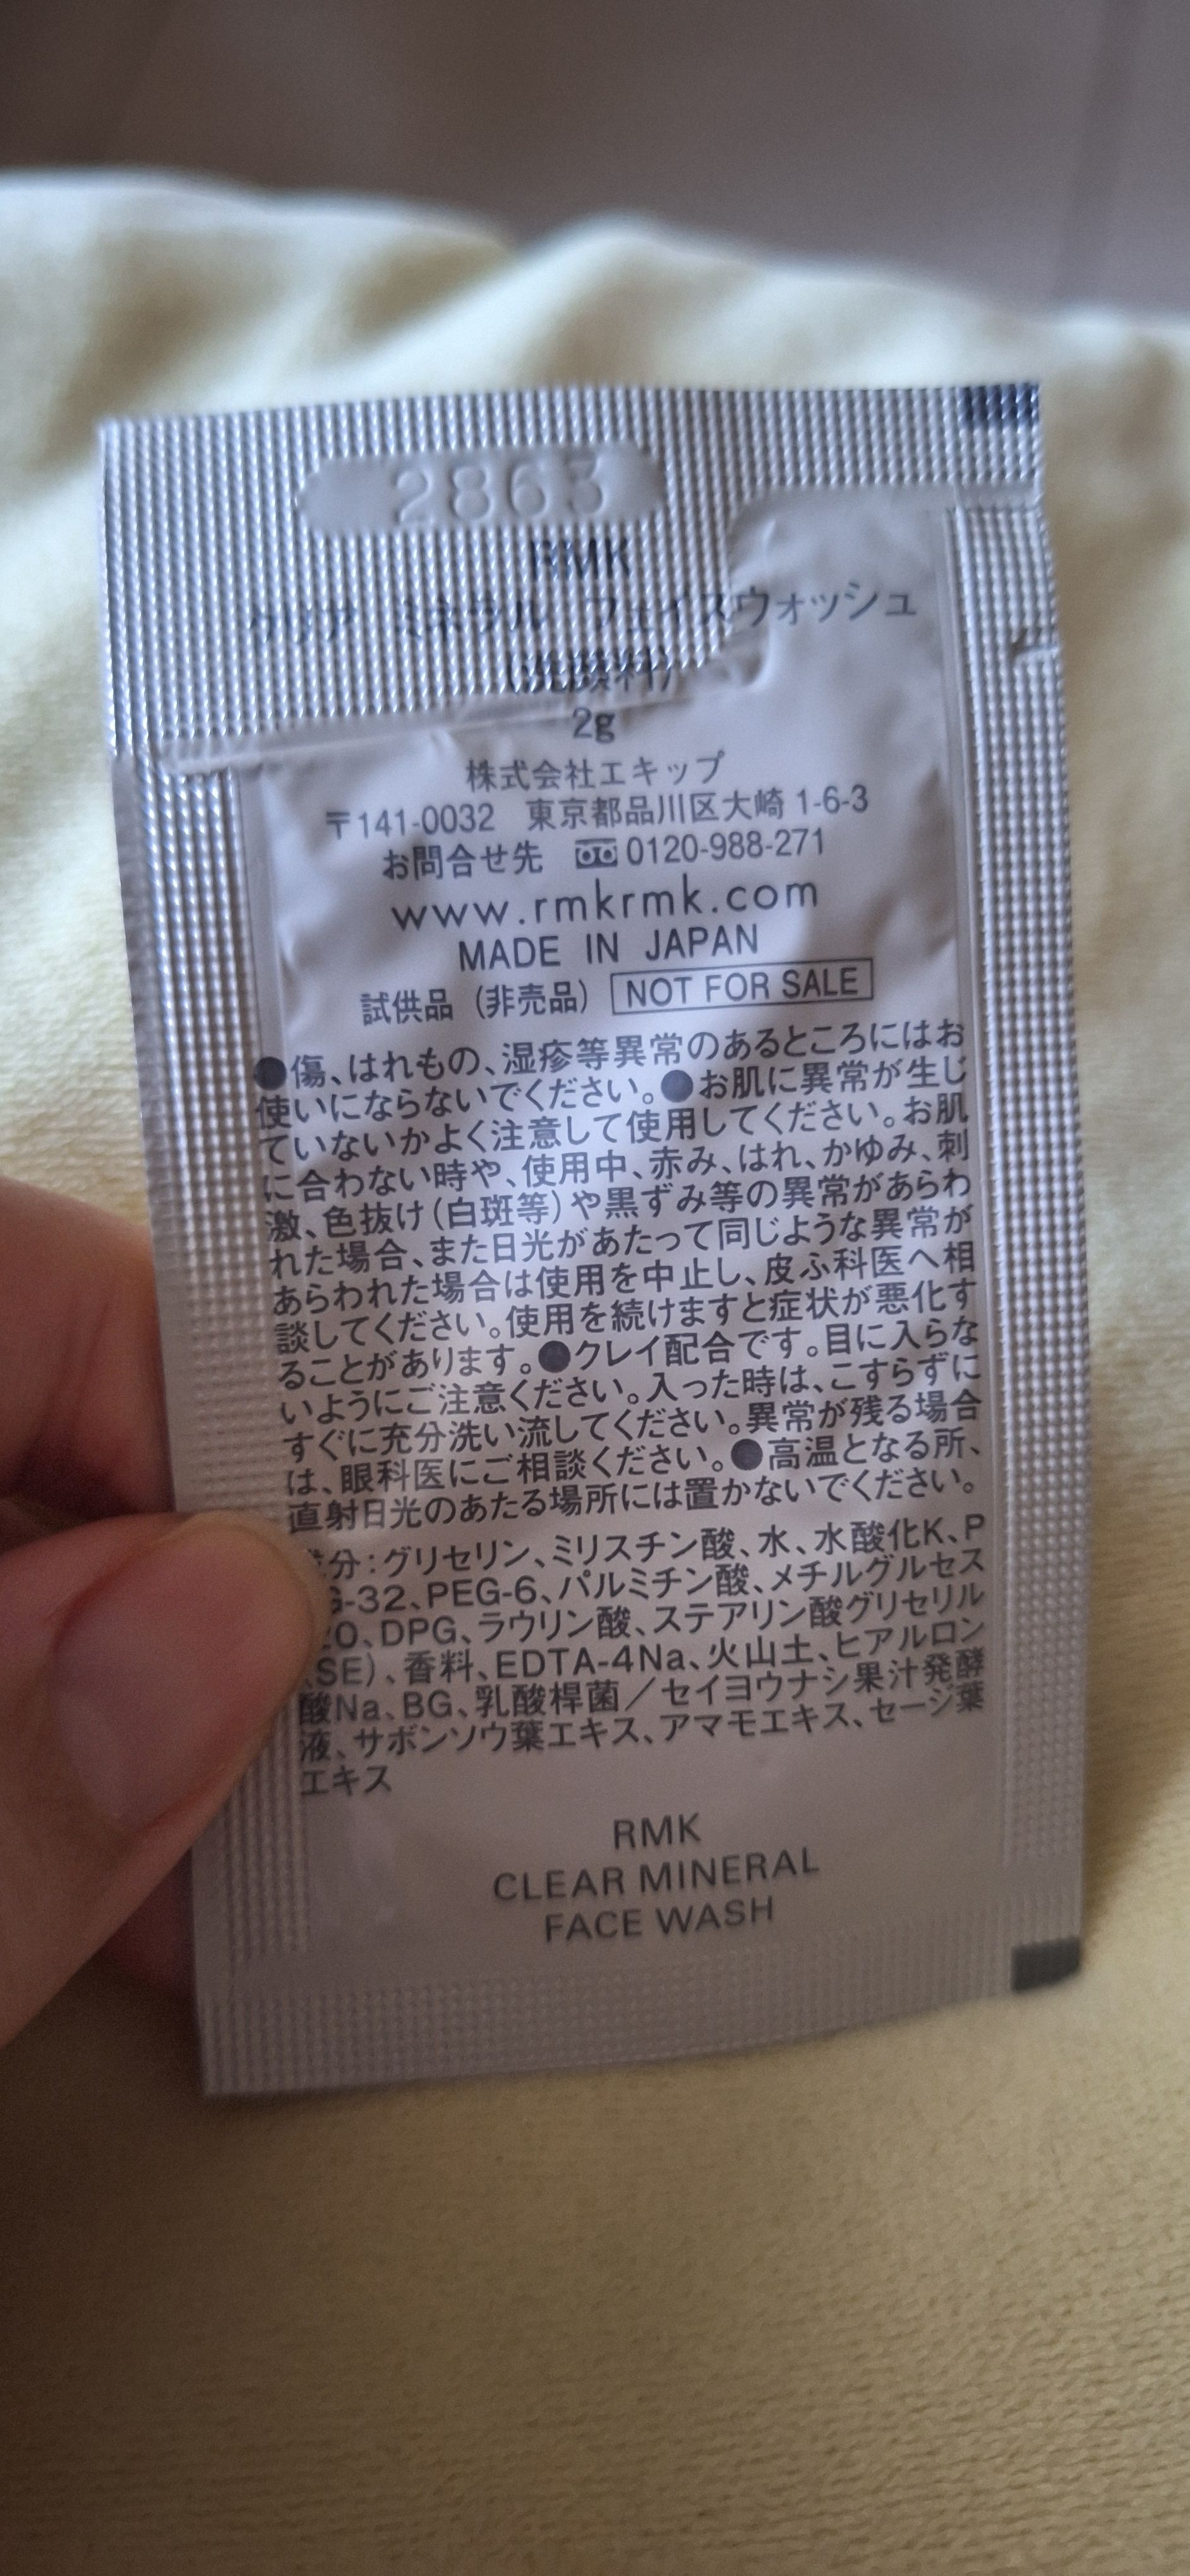 2863
RMK
クリア ミネラル フェイスウォッシュ
(洗顔料)
2g
株式会社エキップ
〒141-0032 東京都品川区大崎 1-6-3
お問合せ先 0120-988-271
www.rmkrmk.com
MADE IN JAPAN
試供品 (非売品) NOT FOR SALE
●傷、はれもの、湿疹等異常のあるところにはお
使いにならないでください。●お肌に異常が生じ
ていないかよく注意して使用してください。お肌
に合わない時や、使用中、赤み、はれ、かゆみ、刺
激、色抜け(白斑等)や黒ずみ等の異常があらわ
れた場合、また日光があたって同じような異常が
あらわれた場合は使用を中止し、皮ふ科医へ相
談してください。使用を続けますと症状が悪化す
ることがあります。●クレイ配合です。目に入らな
いようにご注意ください。入った時は、こすらずに
すぐに充分洗い流してください。異常が残る場合
は、眼科医にご相談ください。●高温となる所、
直射日光のあたる場所には置かないでください。
分:グリセリン、ミリスチン酸、水、水酸化K、P
G-32、PEG-6、パルミチン酸、メチルグルセス
20、DPG、ラウリン酸、ステアリン酸グリセリル
(SE)、香料、EDTA-4Na、火山土、ヒアルロン
酸Na、BG、乳酸桿菌/セイヨウナシ果汁発酵
液、サボンソウ葉エキス、アマモエキス、セージ葉
エキス
RMK
CLEAR MINERAL
FACE WASH